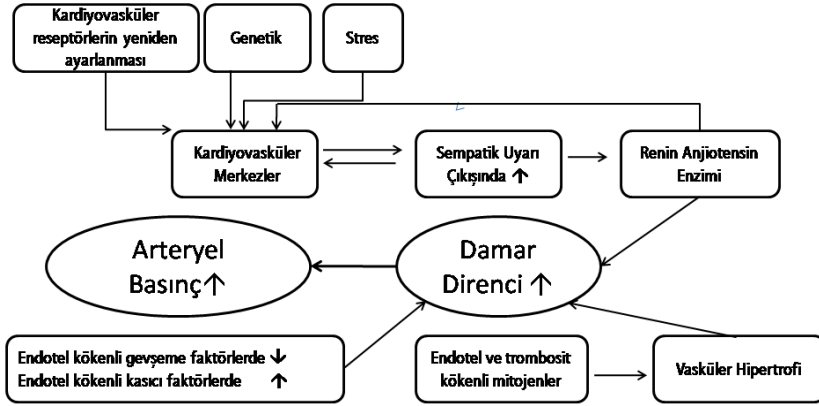 Kardiyovasküler
reseptörlerin yeniden
ayarlanması
Genetik
Stres
Kardiyovasküler
Merkezler
Sempatik Uyarı
Çıkışında ↑
Renin Anjiotensin
Enzimi
Arteryel
Basınç↑
Damar
Direnci ↑
Endotel kökenli gevşeme faktörlerde ↓
Endotel kökenli kasıcı faktörlerde ↑
Endotel ve trombosit
kökenli mitojenler
Vasküler Hipertrofi